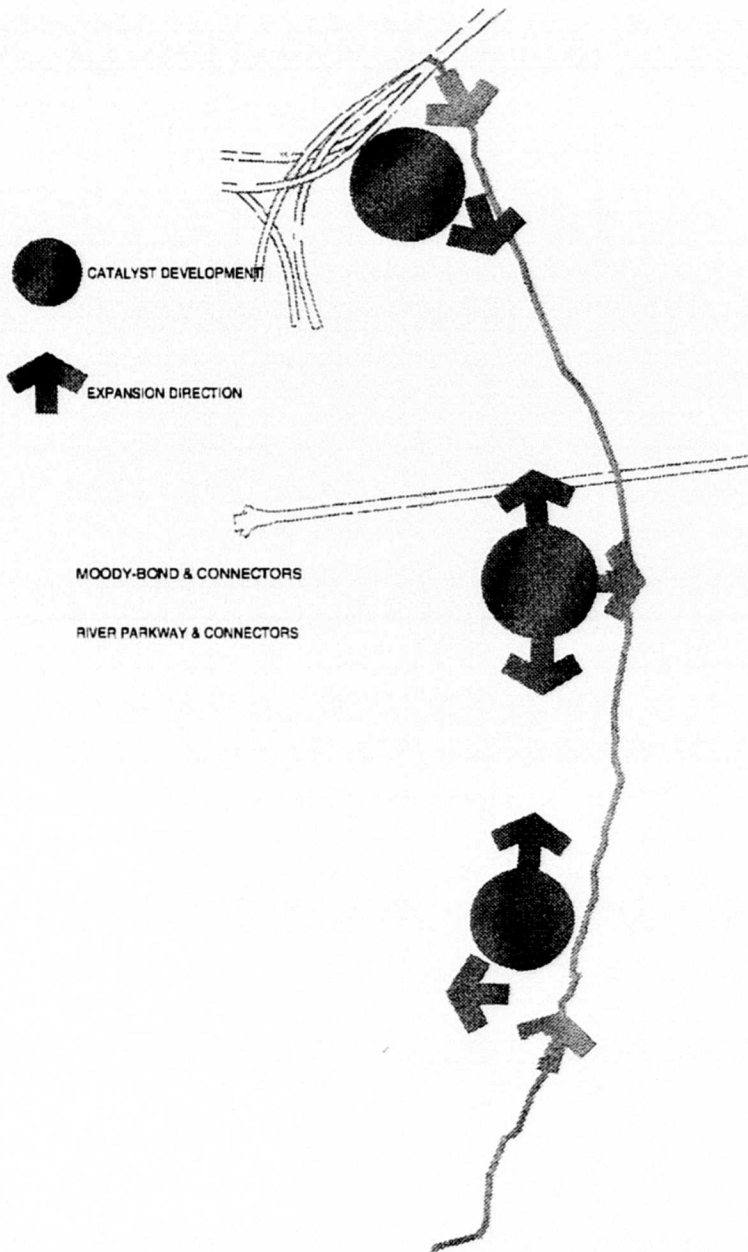 CATALYST DEVELOPMENT
EXPANSION DIRECTION
MOODY-BOND & CONNECTORS
RIVER PARKWAY & CONNECTORS